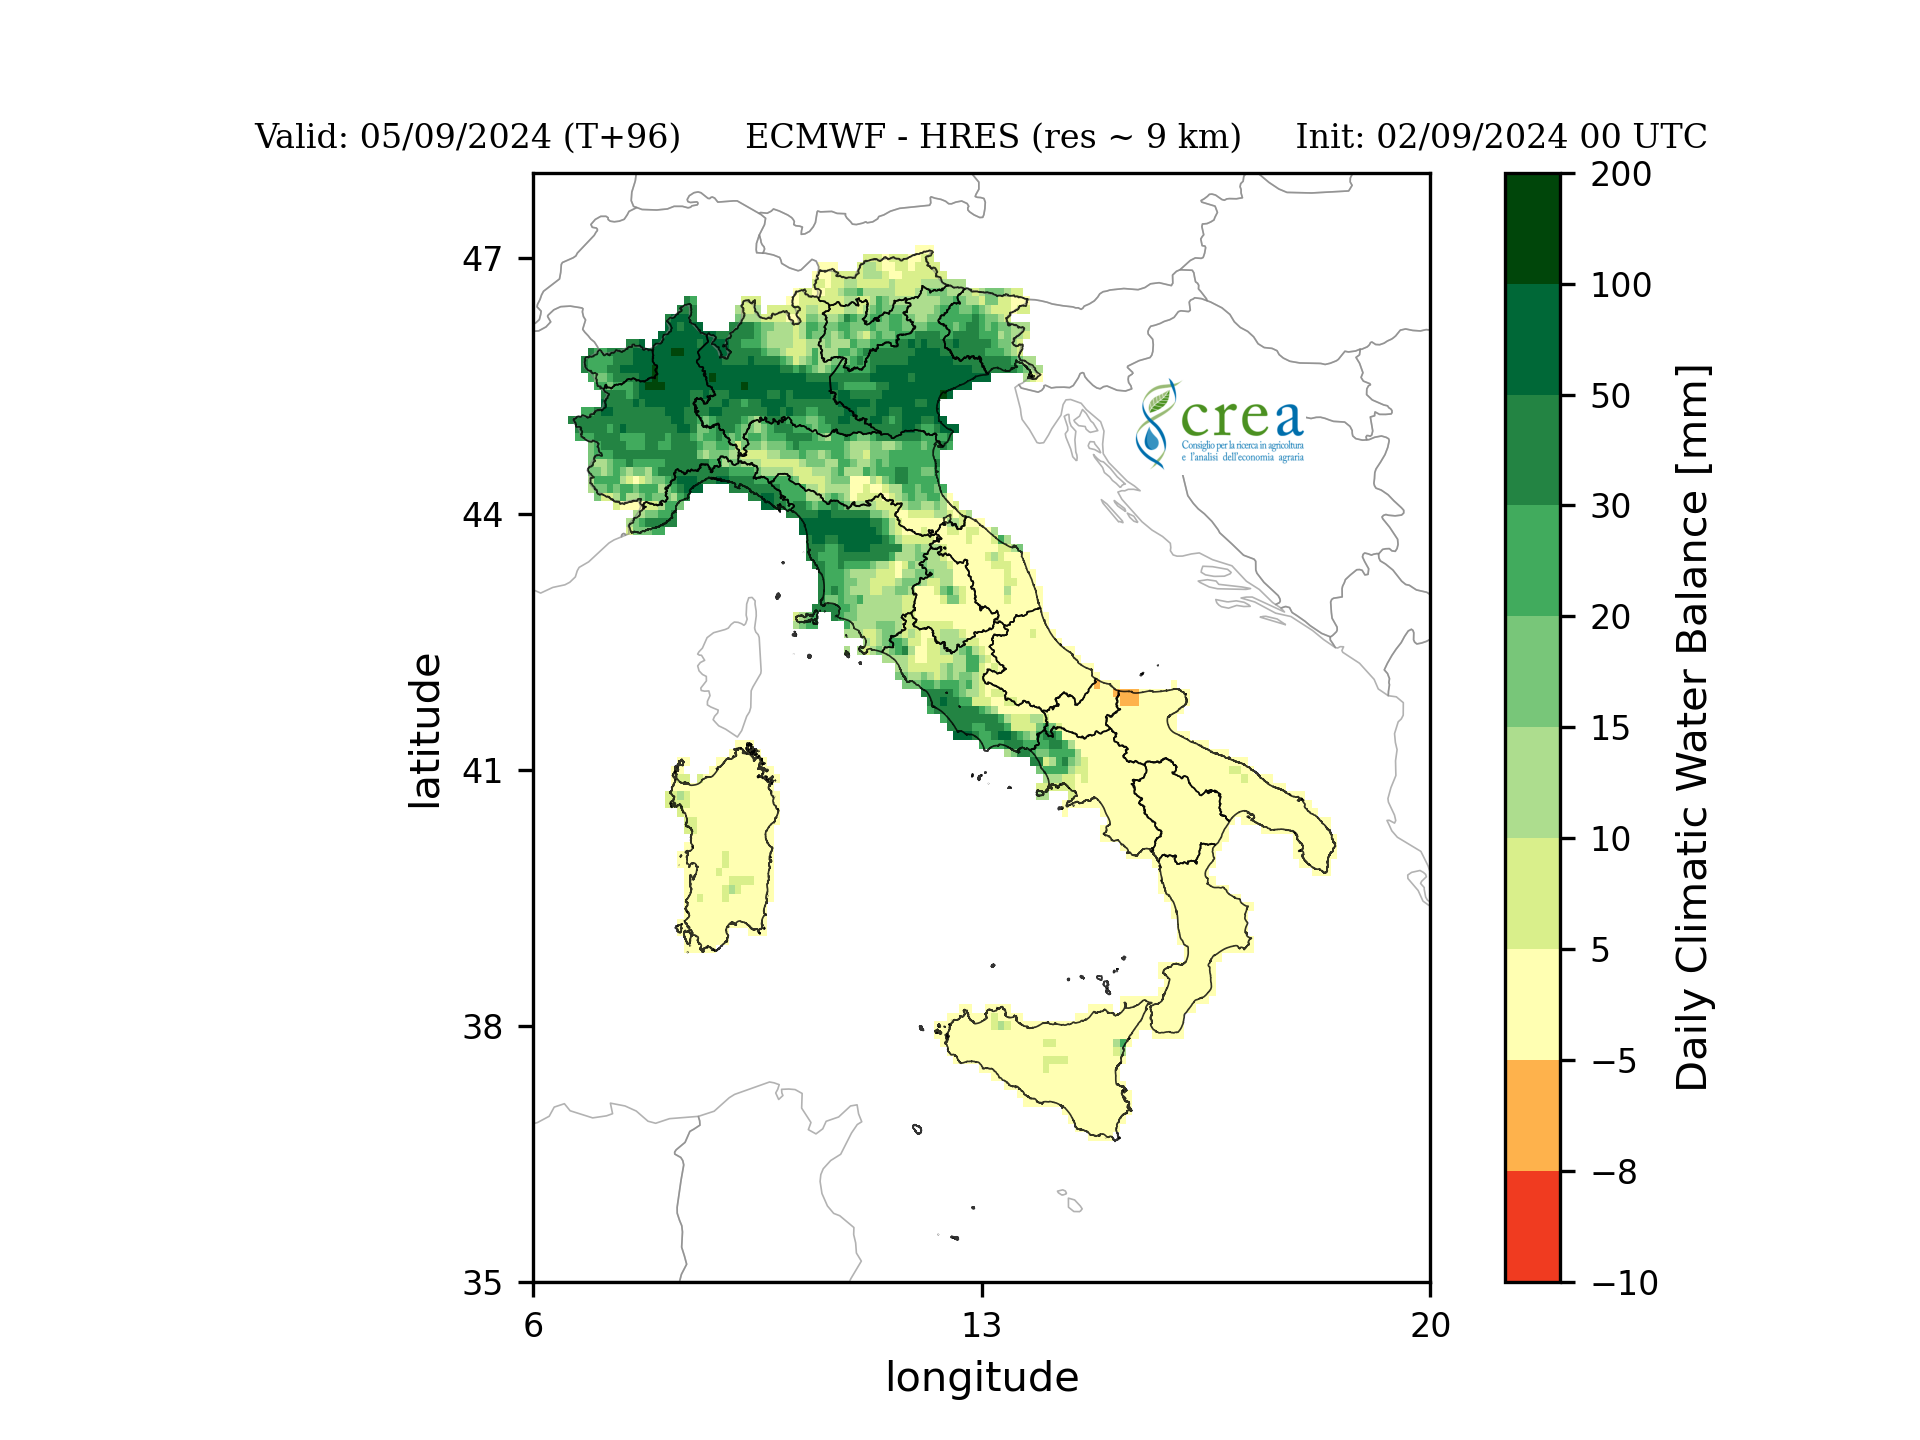 Valid: 05/09/2024 (T+96) ECMWF - HRES (res ~ 9 km) Init: 02/09/2024 00 UTC
200
47
100
crea
Consiglio per la ricerca in agricoltura
e l'analisi dell'economia agraria
50
44
30
20
latitude
Daily Climatic Water Balance [mm]
15
41
10
5
38
−5
−8
35
−10
6
13
20
longitude